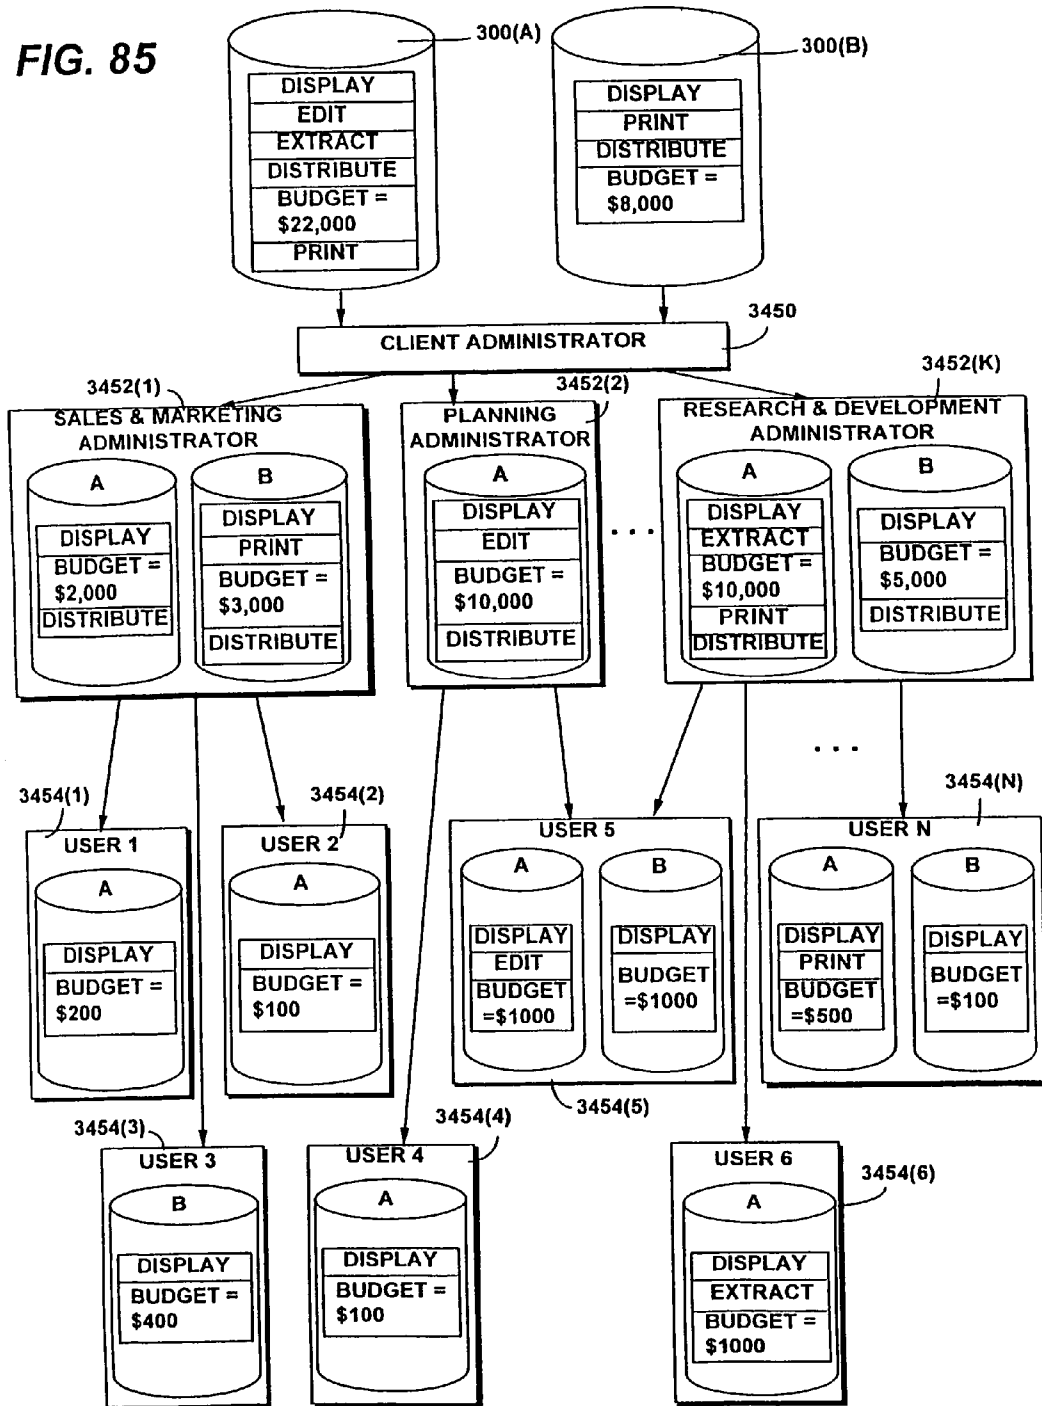 FIG. 85
300(A)
DISPLAY
EDIT
EXTRACT
DISTRIBUTE
BUDGET =
$22,000
PRINT
300(B)
DISPLAY
PRINT
DISTRIBUTE
BUDGET =
$8,000
3450
CLIENT ADMINISTRATOR
3452(1)
SALES & MARKETING
ADMINISTRATOR
A
DISPLAY
BUDGET =
$2,000
DISTRIBUTE
B
DISPLAY
PRINT
BUDGET =
$3,000
DISTRIBUTE
3452(2)
PLANNING
ADMINISTRATOR
A
DISPLAY
EDIT
BUDGET =
$10,000
DISTRIBUTE
. . .
3452(K)
RESEARCH & DEVELOPMENT
ADMINISTRATOR
A
DISPLAY
EXTRACT
BUDGET =
$10,000
PRINT
DISTRIBUTE
B
DISPLAY
BUDGET =
$5,000
DISTRIBUTE
. . .
3454(1)
USER 1
A
DISPLAY
BUDGET =
$200
3454(2)
USER 2
A
DISPLAY
BUDGET =
$100
USER 5
A
DISPLAY
EDIT
BUDGET
=$1000
B
DISPLAY
BUDGET
=$1000
3454(5)
3454(N)
USER N
A
DISPLAY
PRINT
BUDGET
=$500
B
DISPLAY
BUDGET
=$100
3454(3)
USER 3
B
DISPLAY
BUDGET =
$400
3454(4)
USER 4
A
DISPLAY
BUDGET =
$100
3454(6)
USER 6
A
DISPLAY
EXTRACT
BUDGET =
$1000